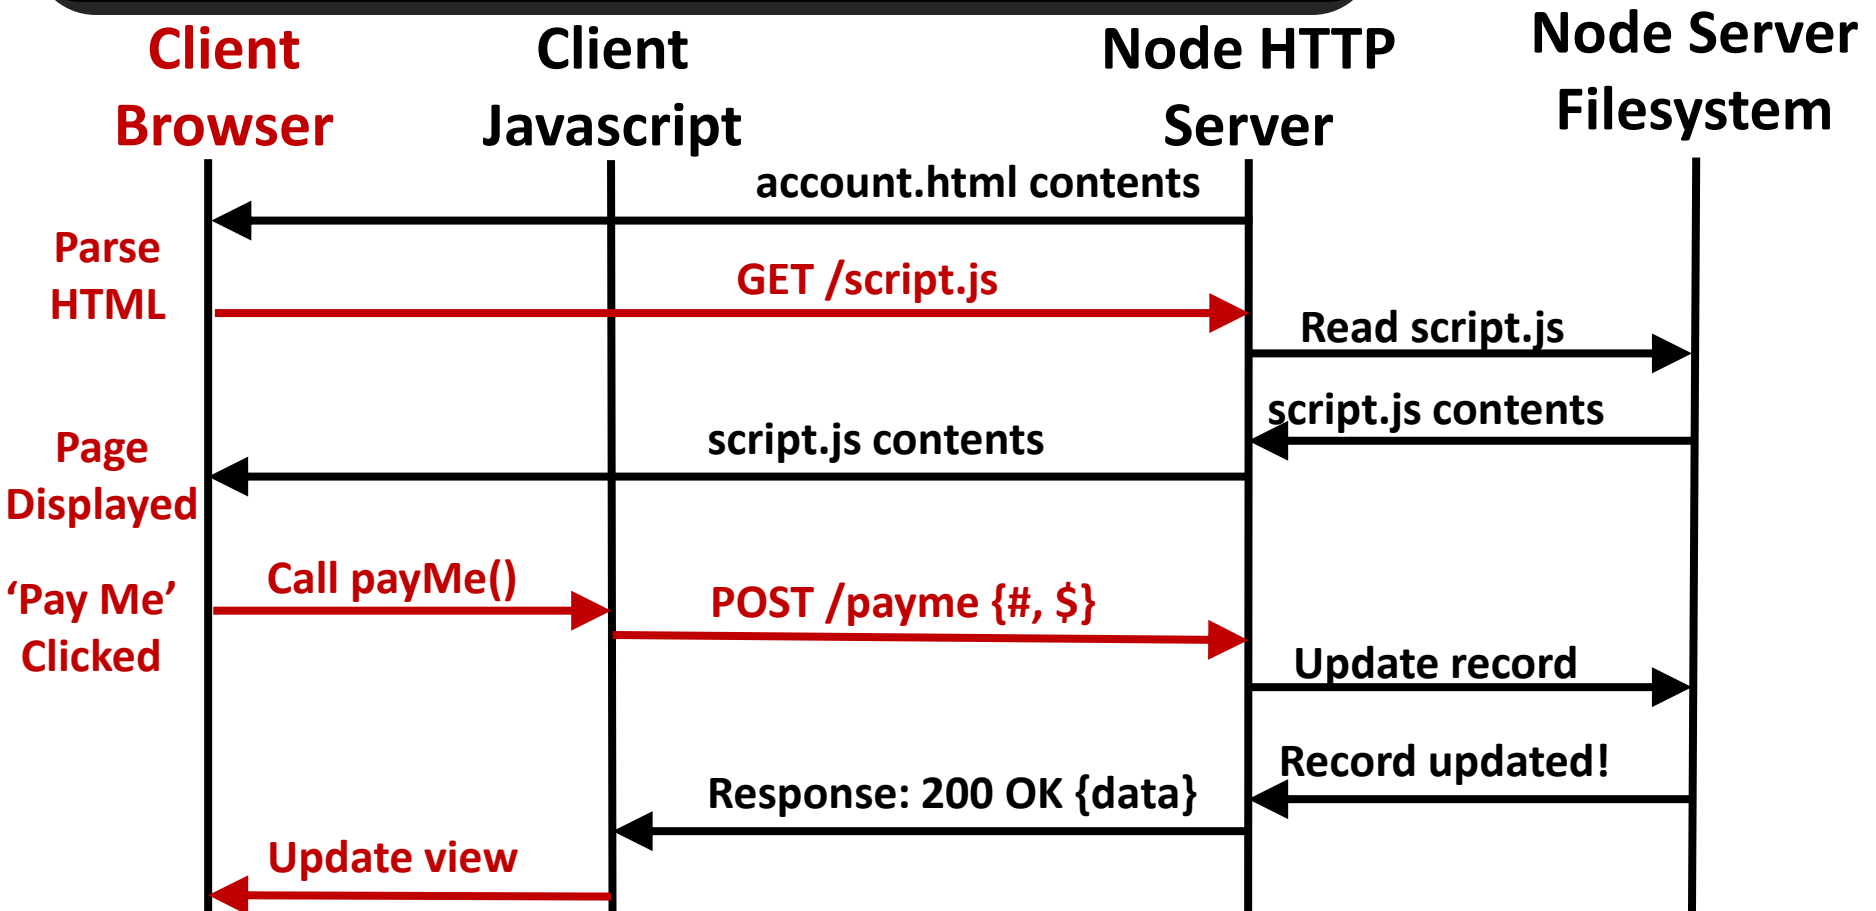 Client
Browser
Client
Javascript
Node HTTP
Server
Node Server
Filesystem
account.html contents
Parse
HTML
GET /script.js
Read script.js
script.js contents
script.js contents
Page
Displayed
Call payMe()
‘Pay Me’
Clicked
POST /payme {#, $}
Update record
Record updated!
Response: 200 OK {data}
Update view